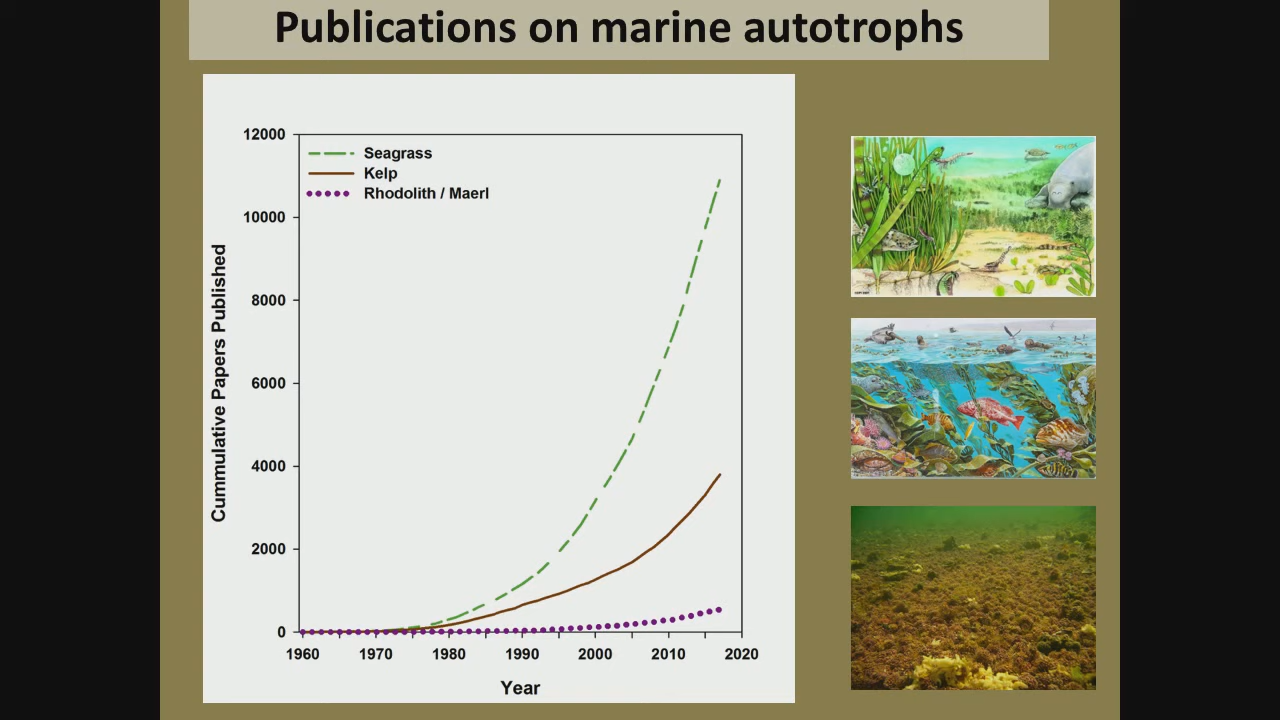 Publications on marine autotrophs
12000
10000
8000
6000
4000
2000
0
Cummulative Papers Published
Seagrass
Kelp
Rhodolith / Maerl
1960 1970 1980 1990 2000 2010 2020
Year